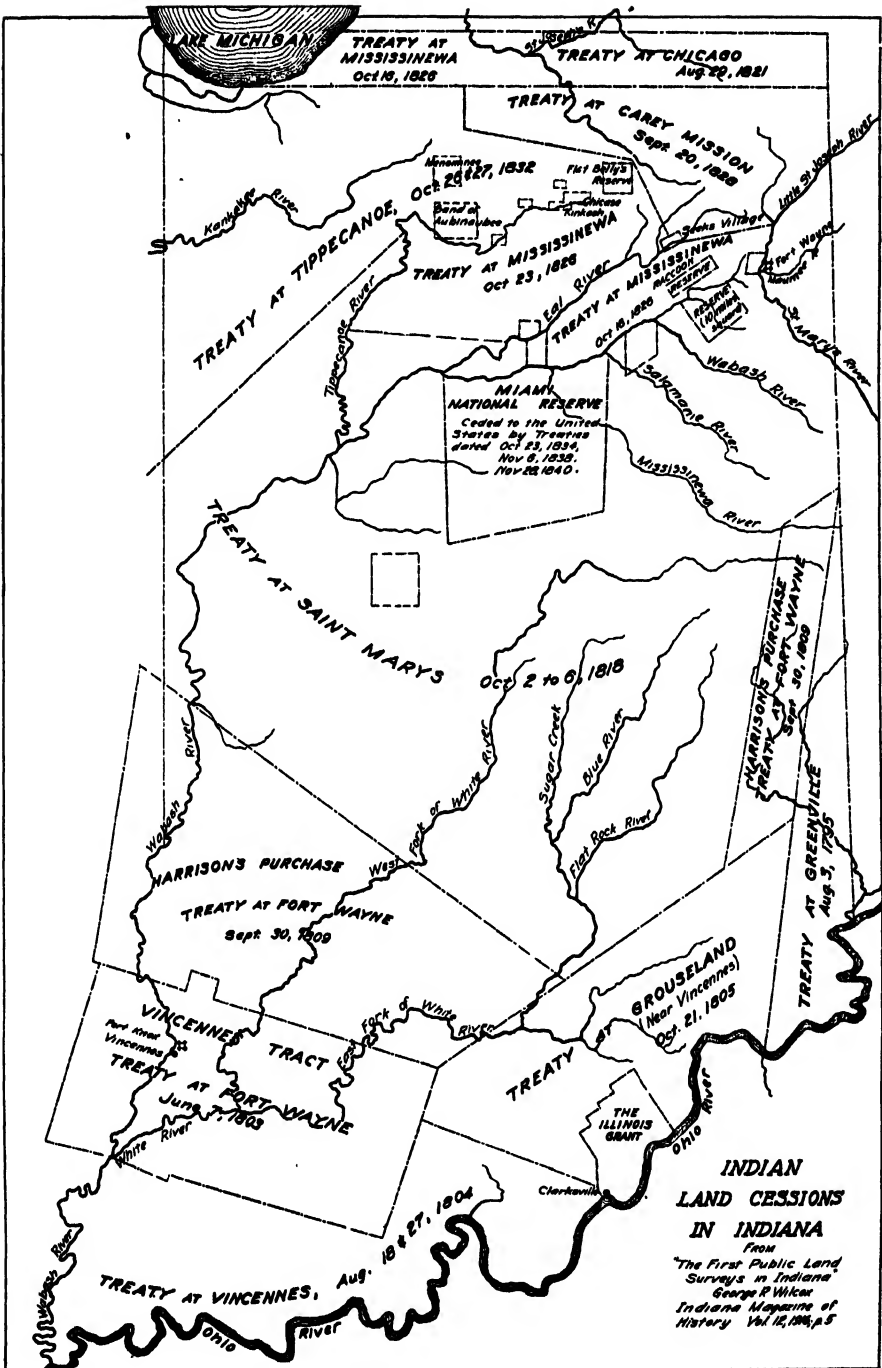 LAKE MICHIGAN
TREATY AT
MISSISSINEWA
Oct 16, 1826
St Joseph's R.
TREATY AT CHICAGO
Aug. 29, 1821
TREATY AT CAREY MISSION
Sept. 20, 1828
Little St Joseph River
Kankakee River
TREATY AT TIPPECANOE, Oct 26 & 27, 1832
Menominee
Flat Belly's
Reserve
Band of
Aubinaubee
Chicase
Kinkash
TREATY AT MISSISSINEWA
Oct 23, 1826
Seeks Village
Fort Wayne
Maumee R
Eel River
TREATY AT MISSISSINEWA
Oct 16, 1826
RACCOON
RESERVE
RESERVE
(10 miles
square)
St Marys River
Tippecanoe River
Wabash River
Salamanie River
Mississinewa River
MIAMI
NATIONAL RESERVE
Ceded to the United
States by Treaties
dated Oct 23, 1834,
Nov 6, 1838.
Nov 28, 1840.
TREATY AT SAINT MARYS
Oct 2 to 6, 1818
HARRISON'S PURCHASE
TREATY AT FORT WAYNE
Sept 30, 1809
Wabash River
West Fork of White River
Sugar Creek
Blue River
Flat Rock River
TREATY AT GREENVILLE
Aug 3, 1795
HARRISON'S PURCHASE
TREATY AT FORT WAYNE
Sept. 30, 1809
VINCENNES TRACT
Fort Knox
Vincennes
TREATY AT FORT WAYNE
June 7, 1803
East Fork of White River
White River
TREATY AT GROUSELAND
(Near Vincennes)
Oct. 21, 1805
THE
ILLINOIS
GRANT
Clarksville
Ohio River
Wabash River
TREATY AT VINCENNES, Aug. 18 & 27, 1804
Ohio River
INDIAN
LAND CESSIONS
IN INDIANA
From
"The First Public Land
Surveys in Indiana"
George R Wilcox
Indiana Magazine of
History Vol 12, p 5